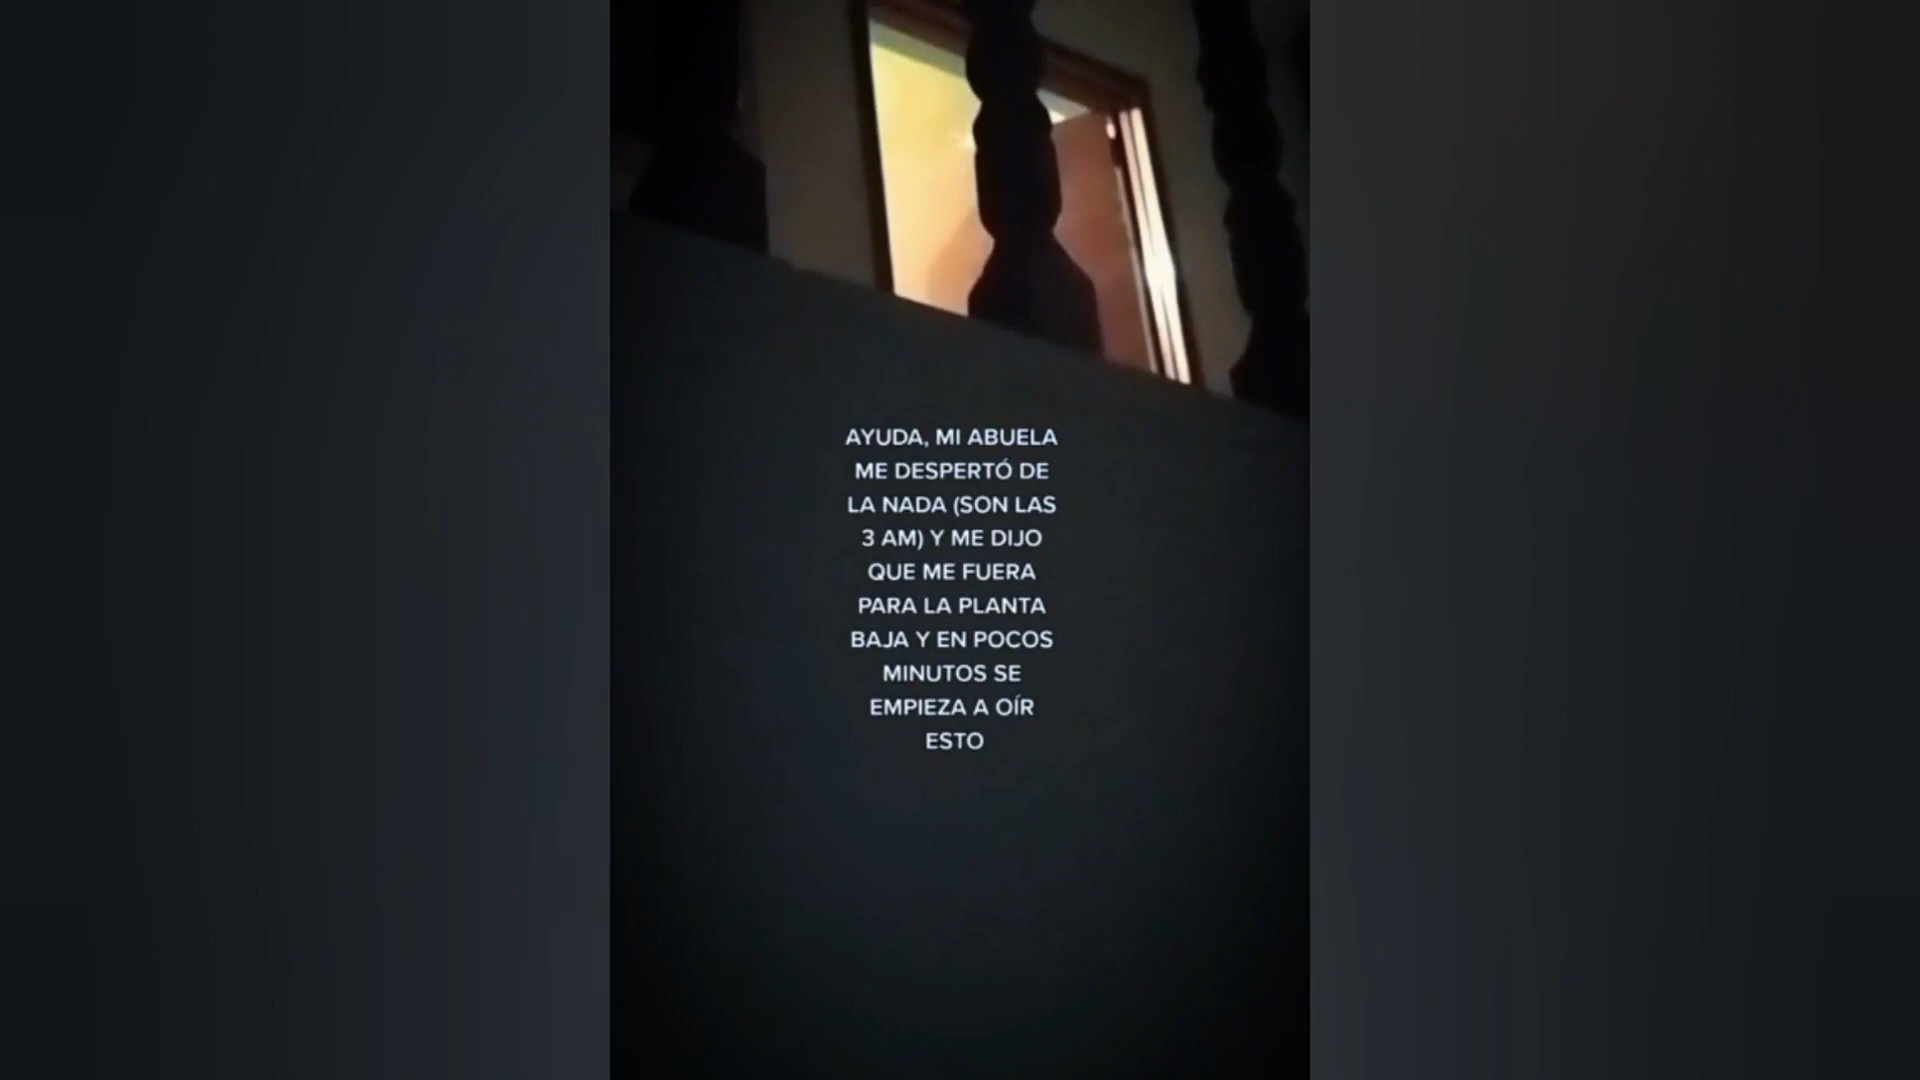 AYUDA, MI ABUELA
ME DESPERTÓ DE
LA NADA (SON LAS
3 AM) Y ME DIJO
QUE ME FUERA
PARA LA PLANTA
BAJA Y EN POCOS
MINUTOS SE
EMPIEZA A OÍR
ESTO